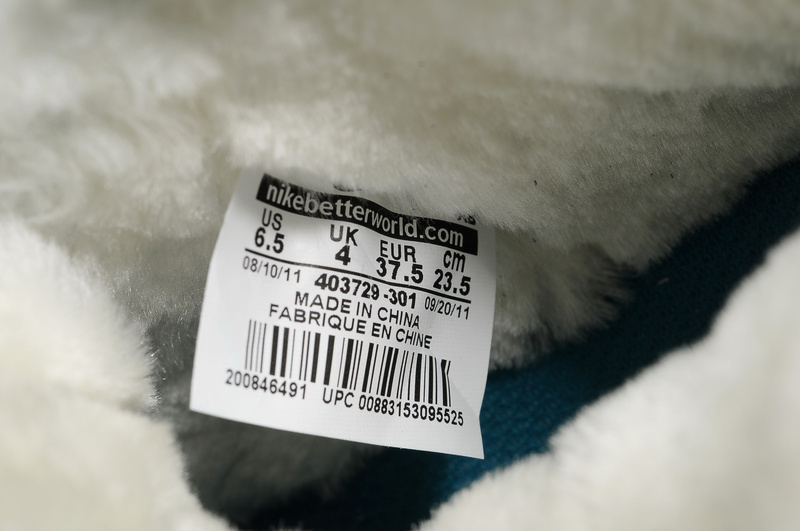 nikebetterworld.com
US UK EUR cm
6.5 4 37.5 23.5
08/10/11 403729-301 09/20/11
MADE IN CHINA
FABRIQUE EN CHINE
200846491 UPC 00883153095525